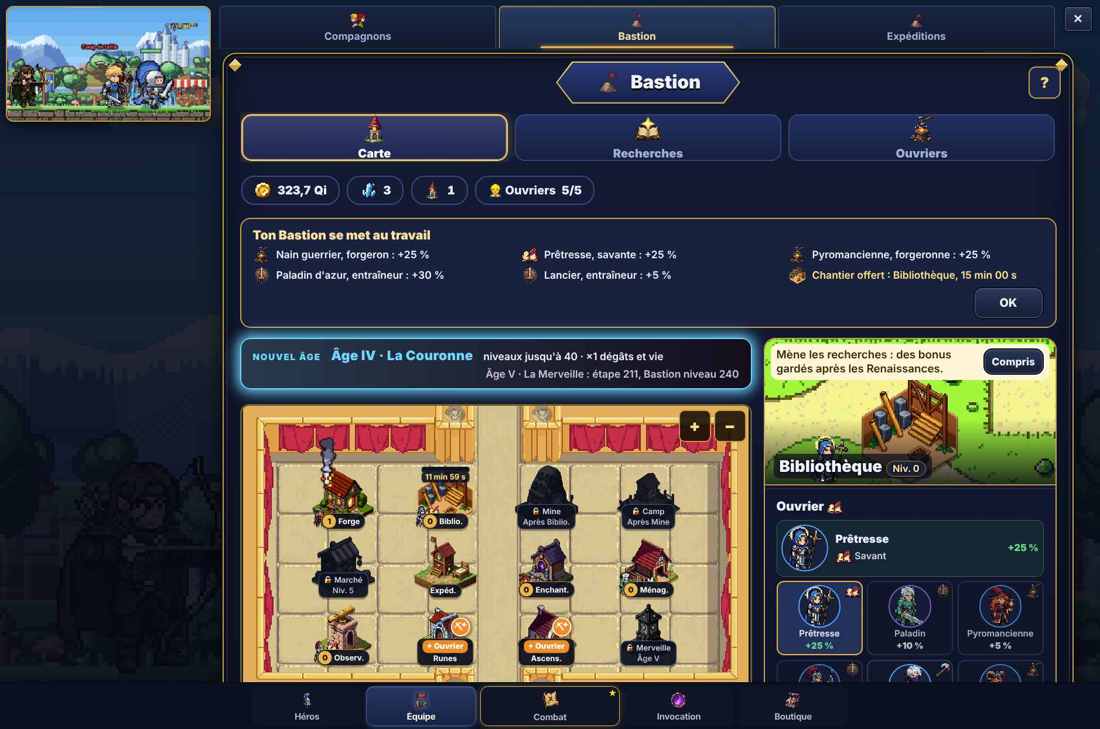 Compagnons
Bastion
Expéditions
✕
Bastion
?
Carte
Recherches
Ouvriers
323,7 Qi
3
1
Ouvriers 5/5
Ton Bastion se met au travail
Nain guerrier, forgeron : +25 %
Prêtresse, savante : +25 %
Pyromancienne, forgeronne : +25 %
Paladin d'azur, entraîneur : +30 %
Lancier, entraîneur : +5 %
Chantier offert : Bibliothèque, 15 min 00 s
OK
NOUVEL ÂGE Âge IV · La Couronne niveaux jusqu'à 40 · ×1 dégâts et vie
Âge V · La Merveille : étape 211, Bastion niveau 240
Mène les recherches : des bonus
gardés après les Renaissances.
Compris
Bibliothèque Niv. 0
+
−
11 min 59 s
1 Forge
0 Biblio.
Mine
Après Biblio.
Camp
Après Mine
Marché
Niv. 5
Expéd.
0 Enchant.
0 Ménag.
0 Observ.
+ Ouvrier
Runes
+ Ouvrier
Ascens.
Merveille
Âge V
Ouvrier
Prêtresse
Savant
+25 %
Prêtresse
+25 %
Paladin
+10 %
Pyromancienne
+5 %
Héros
Équipe
Combat
Invocation
Boutique